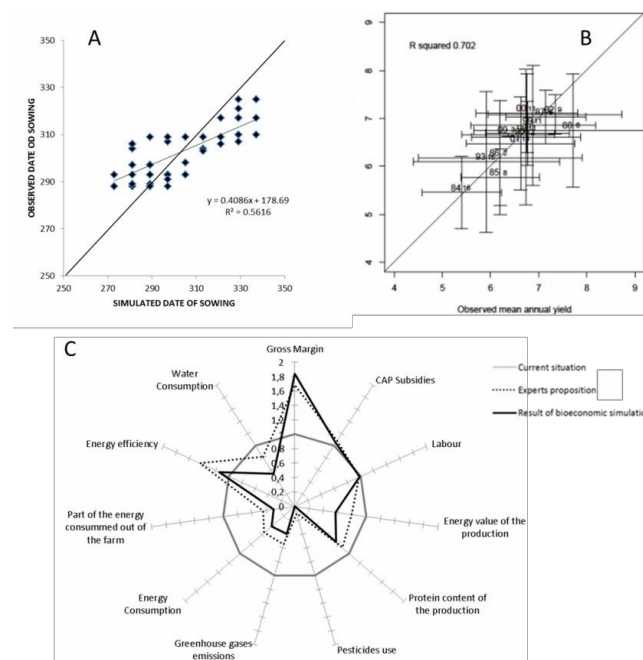 A
350
330
310
290
270
250
OBSERVED DATE OD SOWING
y = 0.4086x + 178.69
R² = 0.5616
250
270
290
310
330
350
SIMULATED DATE OF SOWING
B
R squared 0.702
9
8
7
6
5
4
93
85.8
84
4
5
6
7
8
9
Observed mean annual yield
C
Gross Margin
CAP Subsidies
Labour
Energy value of the
production
Protein content of
the production
Pesticides use
Greenhouse gases
emissions
Energy
Consumption
Part of the energy
consummed out of
the farm
Energy efficiency
Water
Consumption
2
1,8
1,6
1,4
1,2
1
0,8
0,6
0,4
0,2
0
Current situation
Experts proposition
Result of bioeconomic simulatio